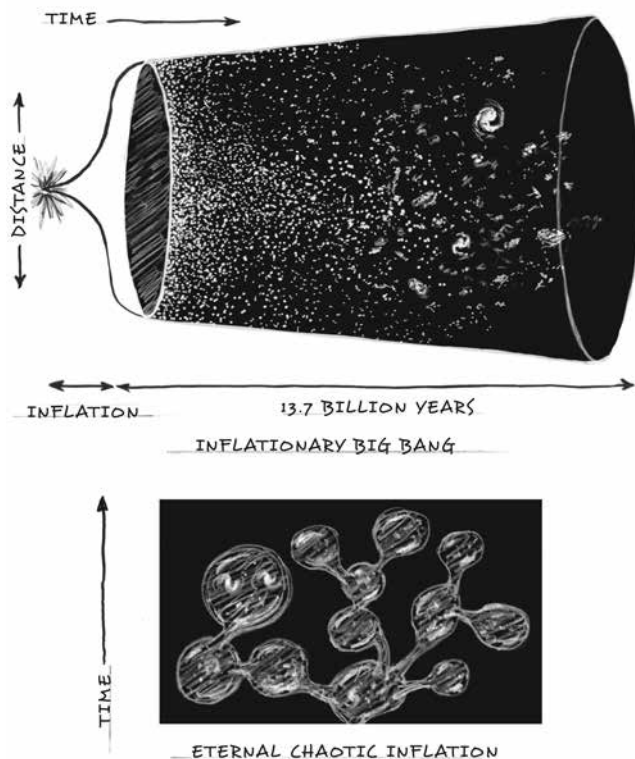 TIME
DISTANCE
INFLATION
13.7 BILLION YEARS
INFLATIONARY BIG BANG
TIME
ETERNAL CHAOTIC INFLATION